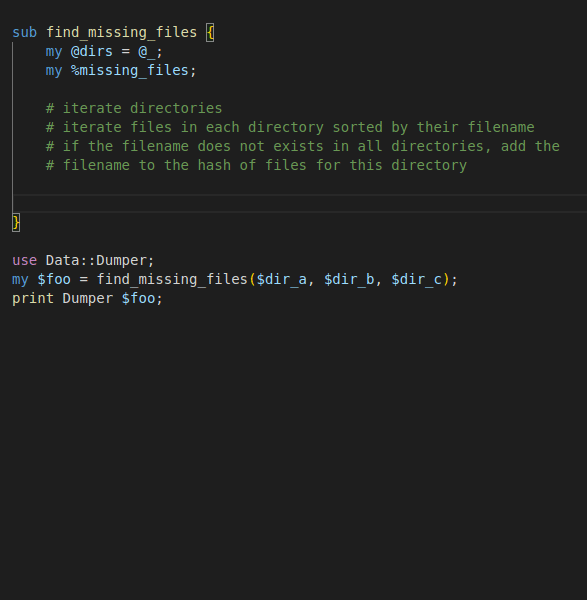 sub find_missing_files {
    my @dirs = @_;
    my %missing_files;

    # iterate directories
    # iterate files in each directory sorted by their filename
    # if the filename does not exists in all directories, add the
    # filename to the hash of files for this directory


}

use Data::Dumper;
my $foo = find_missing_files($dir_a, $dir_b, $dir_c);
print Dumper $foo;